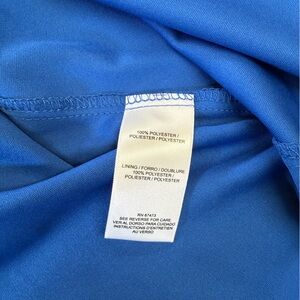 100% POLYESTER /
POLIESTER / POLYESTER
LINING / FORRO / DOUBLURE
100% POLYESTER /
POLIESTER / POLYESTER
RN 67473
SEE REVERSE FOR CARE
VER AL DORSO PARA CUIDADO
INSTRUCTIONS D'ENTRETIEN
AU VERSO